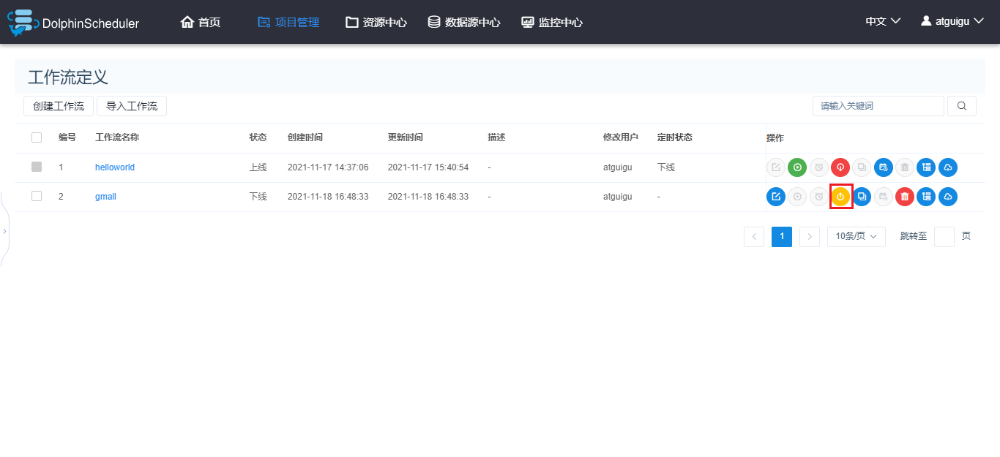 DolphinScheduler 首页 项目管理 资源中心 数据源中心 监控中心 中文 atguigu
工作流定义
创建工作流 导入工作流 请输入关键词
编号 工作流名称 状态 创建时间 更新时间 描述 修改用户 定时状态 操作
1 helloworld 上线 2021-11-17 14:37:06 2021-11-17 15:40:54 - atguigu 下线
2 gmall 下线 2021-11-18 16:48:33 2021-11-18 16:48:33 - atguigu -
1 10条/页 跳转至 页